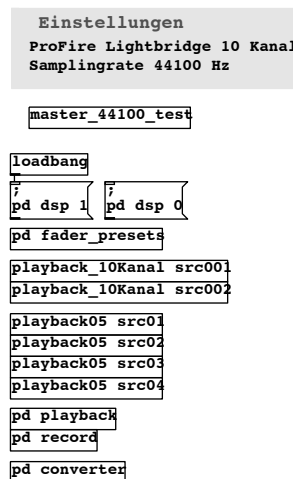 Einstellungen
ProFire Lightbridge 10 Kanal
Samplingrate 44100 Hz
master_44100_test
loadbang
;
pd dsp 1
;
pd dsp 0
pd fader_presets
playback_10Kanal src001
playback_10Kanal src002
playback05 src01
playback05 src02
playback05 src03
playback05 src04
pd playback
pd record
pd converter